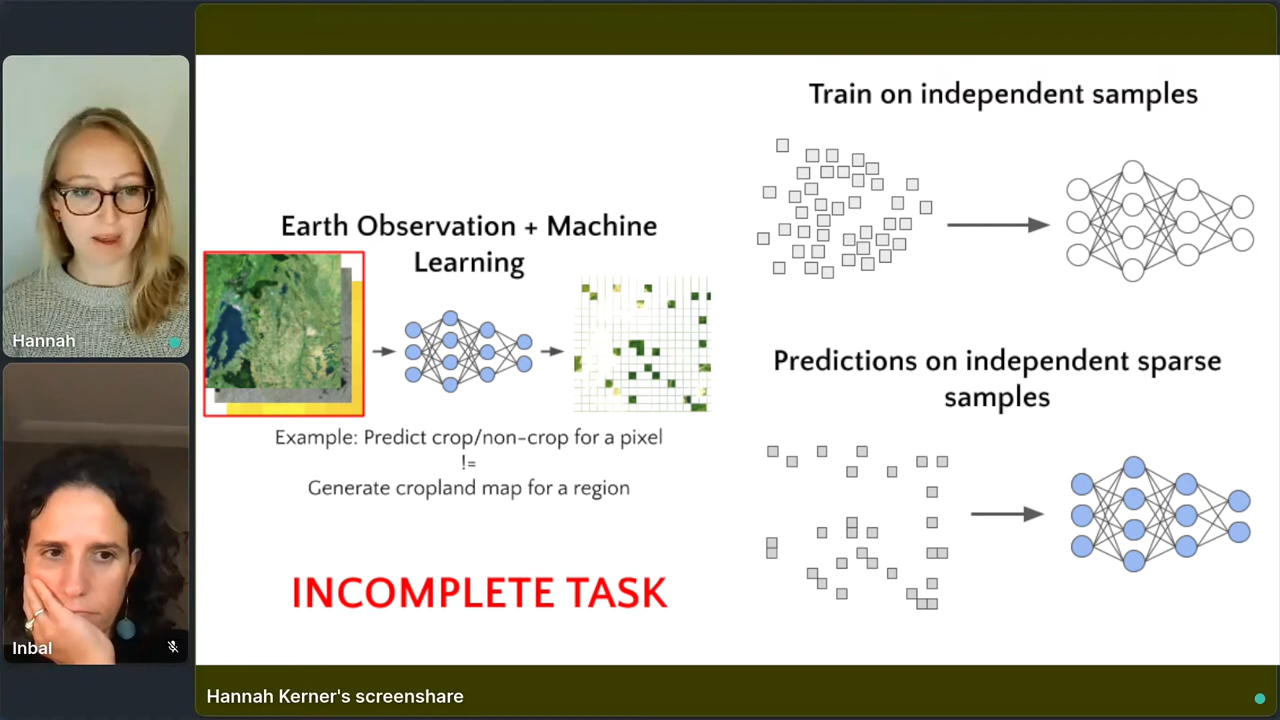 Hannah
Inbal
Earth Observation + Machine
Learning
Example: Predict crop/non-crop for a pixel
!=
Generate cropland map for a region
INCOMPLETE TASK
Train on independent samples
Predictions on independent sparse
samples
Hannah Kerner's screenshare